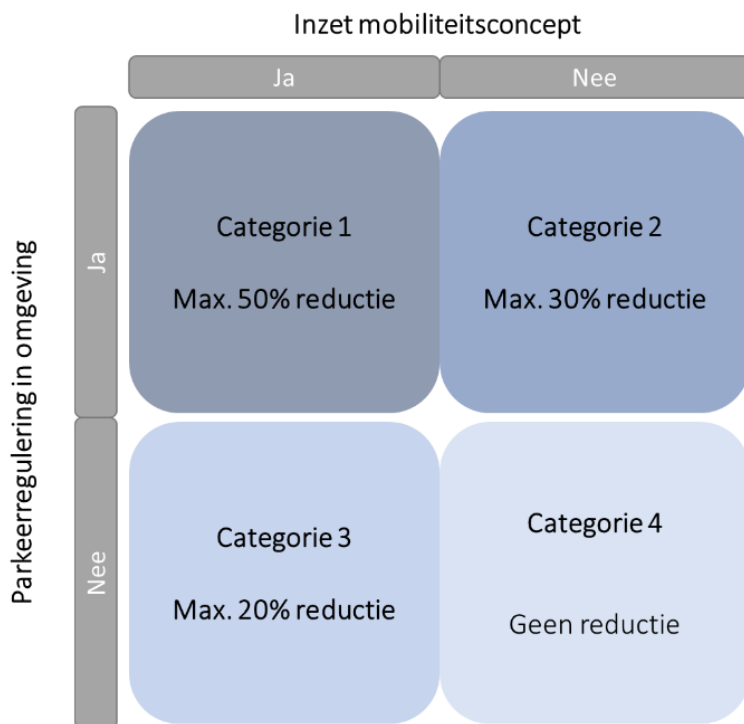 Inzet mobiliteitsconcept
Ja
Nee
Parkeerregulering in omgeving
Ja
Categorie 1
Max. 50% reductie
Categorie 2
Max. 30% reductie
Nee
Categorie 3
Max. 20% reductie
Categorie 4
Geen reductie